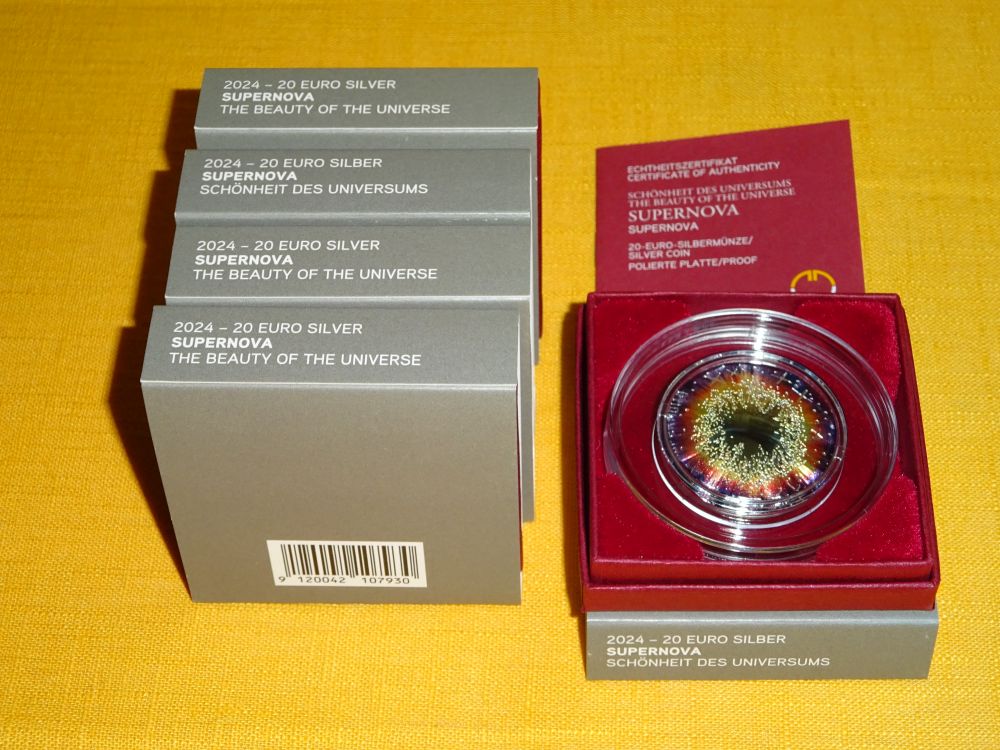 2024 – 20 EURO SILVER
SUPERNOVA
THE BEAUTY OF THE UNIVERSE
2024 – 20 EURO SILBER
SUPERNOVA
SCHÖNHEIT DES UNIVERSUMS
2024 – 20 EURO SILVER
SUPERNOVA
THE BEAUTY OF THE UNIVERSE
2024 – 20 EURO SILVER
SUPERNOVA
THE BEAUTY OF THE UNIVERSE
9 120042 107930
ECHTHEITSZERTIFIKAT
CERTIFICATE OF AUTHENTICITY
SCHÖNHEIT DES UNIVERSUMS
THE BEAUTY OF THE UNIVERSE
SUPERNOVA
SUPERNOVA
20-EURO-SILBERMÜNZE/
SILVER COIN
POLIERTE PLATTE/PROOF
2024 – 20 EURO SILBER
SUPERNOVA
SCHÖNHEIT DES UNIVERSUMS